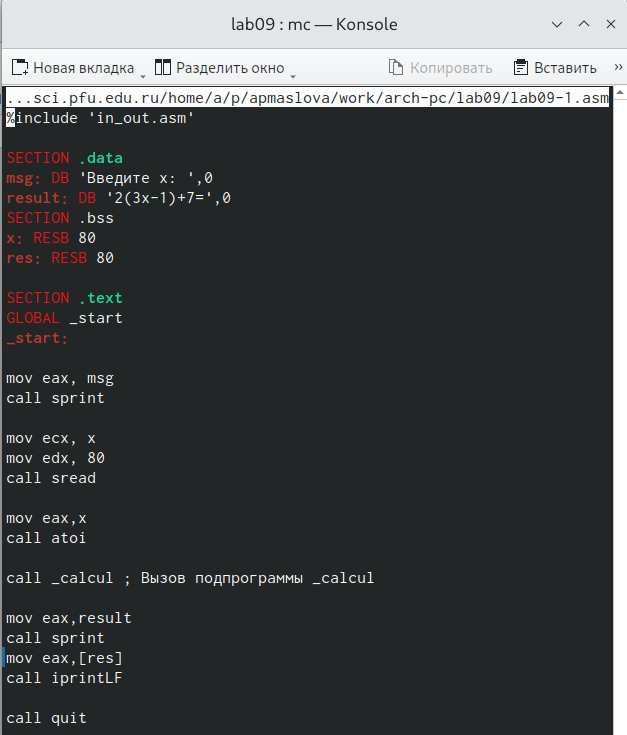 lab09 : mc — Konsole
Новая вкладка
Разделить окно
Копировать
Вставить
...sci.pfu.edu.ru/home/a/p/apmaslova/work/arch-pc/lab09/lab09-1.asm
%include 'in_out.asm'
SECTION .data
msg: DB 'Введите x: ',0
result: DB '2(3x-1)+7=',0
SECTION .bss
x: RESB 80
res: RESB 80
SECTION .text
GLOBAL _start
_start:
mov eax, msg
call sprint
mov ecx, x
mov edx, 80
call sread
mov eax,x
call atoi
call _calcul ; Вызов подпрограммы _calcul
mov eax,result
call sprint
mov eax,[res]
call iprintLF
call quit